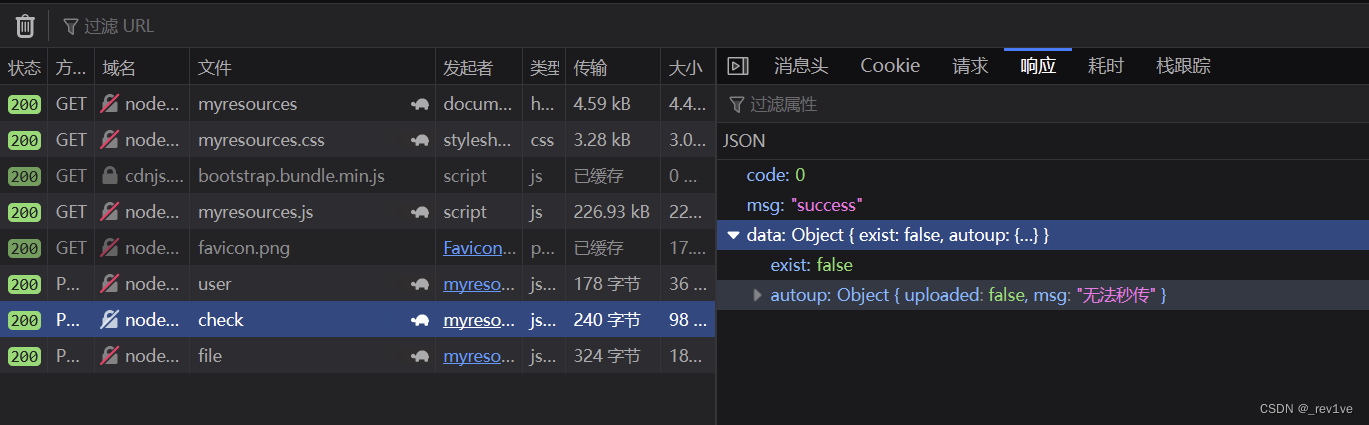 过滤 URL
状态 方... 域名 文件 发起者 类型 传输 大小
200 GET node... myresources docum... h... 4.59 kB 4.4...
200 GET node... myresources.css stylesh... css 3.28 kB 3.0...
200 GET cdnjs.... bootstrap.bundle.min.js script js 已缓存 0 ...
200 GET node... myresources.js script js 226.93 kB 22...
200 GET node... favicon.png Favicon... p... 已缓存 17....
200 P... node... user myreso... js... 178 字节 36 ...
200 P... node... check myreso... js... 240 字节 98 ...
200 P... node... file myreso... js... 324 字节 18...
消息头 Cookie 请求 响应 耗时 栈跟踪
过滤属性
JSON
code: 0
msg: "success"
data: Object { exist: false, autoup: {...} }
exist: false
autoup: Object { uploaded: false, msg: "无法秒传" }
CSDN @_rev1ve